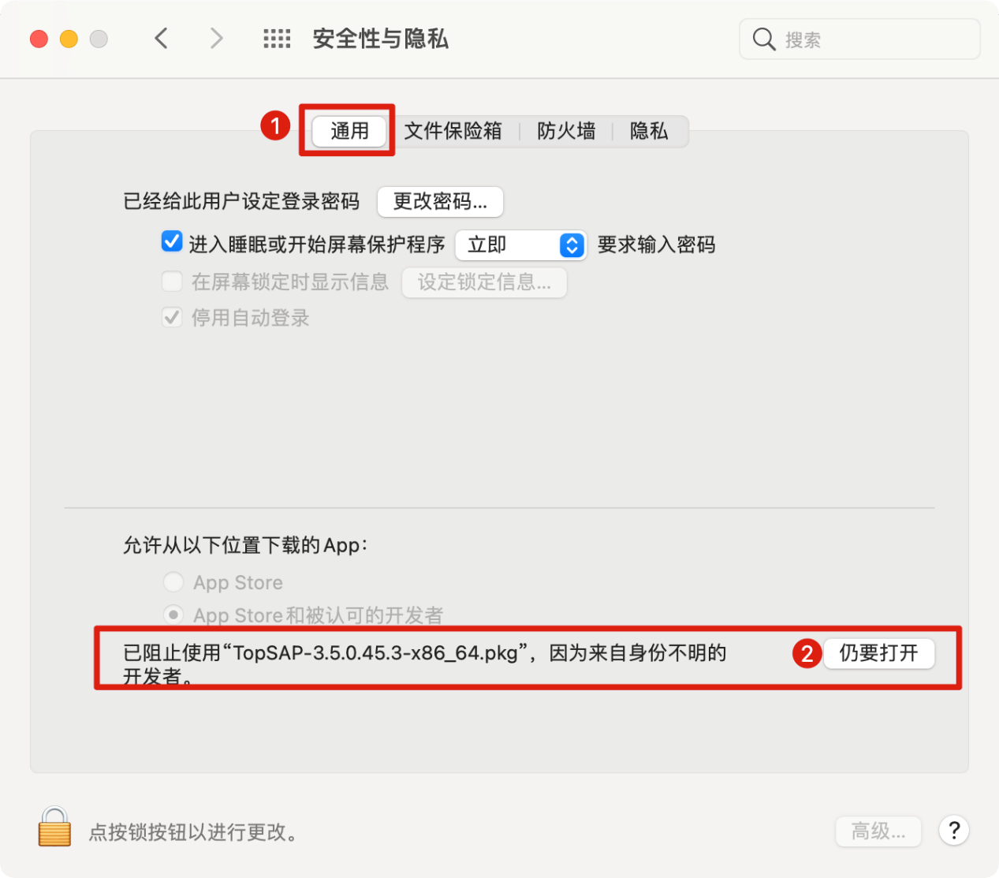 安全性与隐私
搜索
1
通用 文件保险箱 防火墙 隐私
已经给此用户设定登录密码 更改密码...
进入睡眠或开始屏幕保护程序 立即 要求输入密码
在屏幕锁定时显示信息 设定锁定信息...
停用自动登录
允许从以下位置下载的App：
App Store
App Store和被认可的开发者
已阻止使用“TopSAP-3.5.0.45.3-x86_64.pkg”，因为来自身份不明的
开发者。
2 仍要打开
点按锁按钮以进行更改。
高级... ?